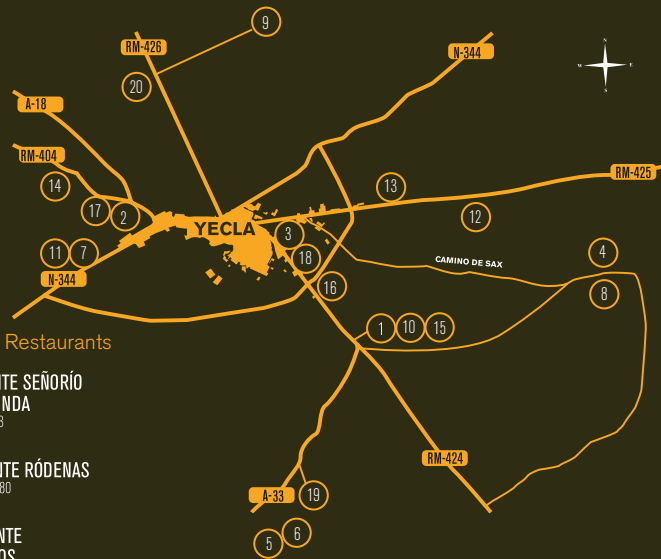 9
RM-426
N-344
N
W E
S
20
A-18
RM-404
RM-425
14
13
17 2
12
YECLA
3
11 7
4
CAMINO DE SAX
18
N-344
16
8
1 10 15
Restaurants
NTE SEÑORÍO
NDA
NTE RÓDENAS
80
RM-424
A-33 19
NTE
OS
6
5